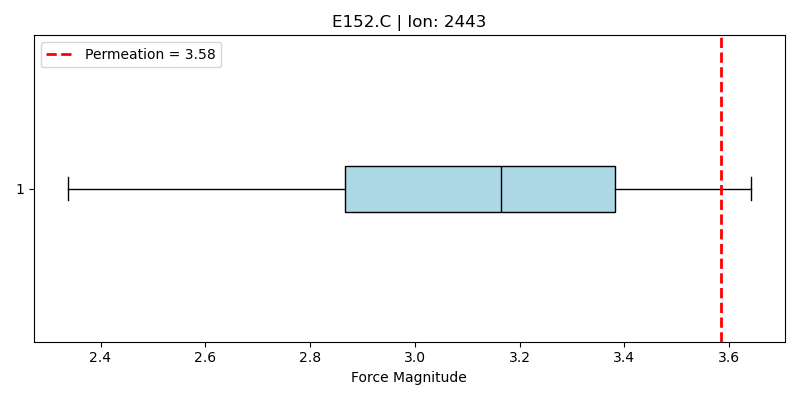 E152.C | Ion: 2443
Permeation = 3.58
1
2.4 2.6 2.8 3.0 3.2 3.4 3.6
Force Magnitude